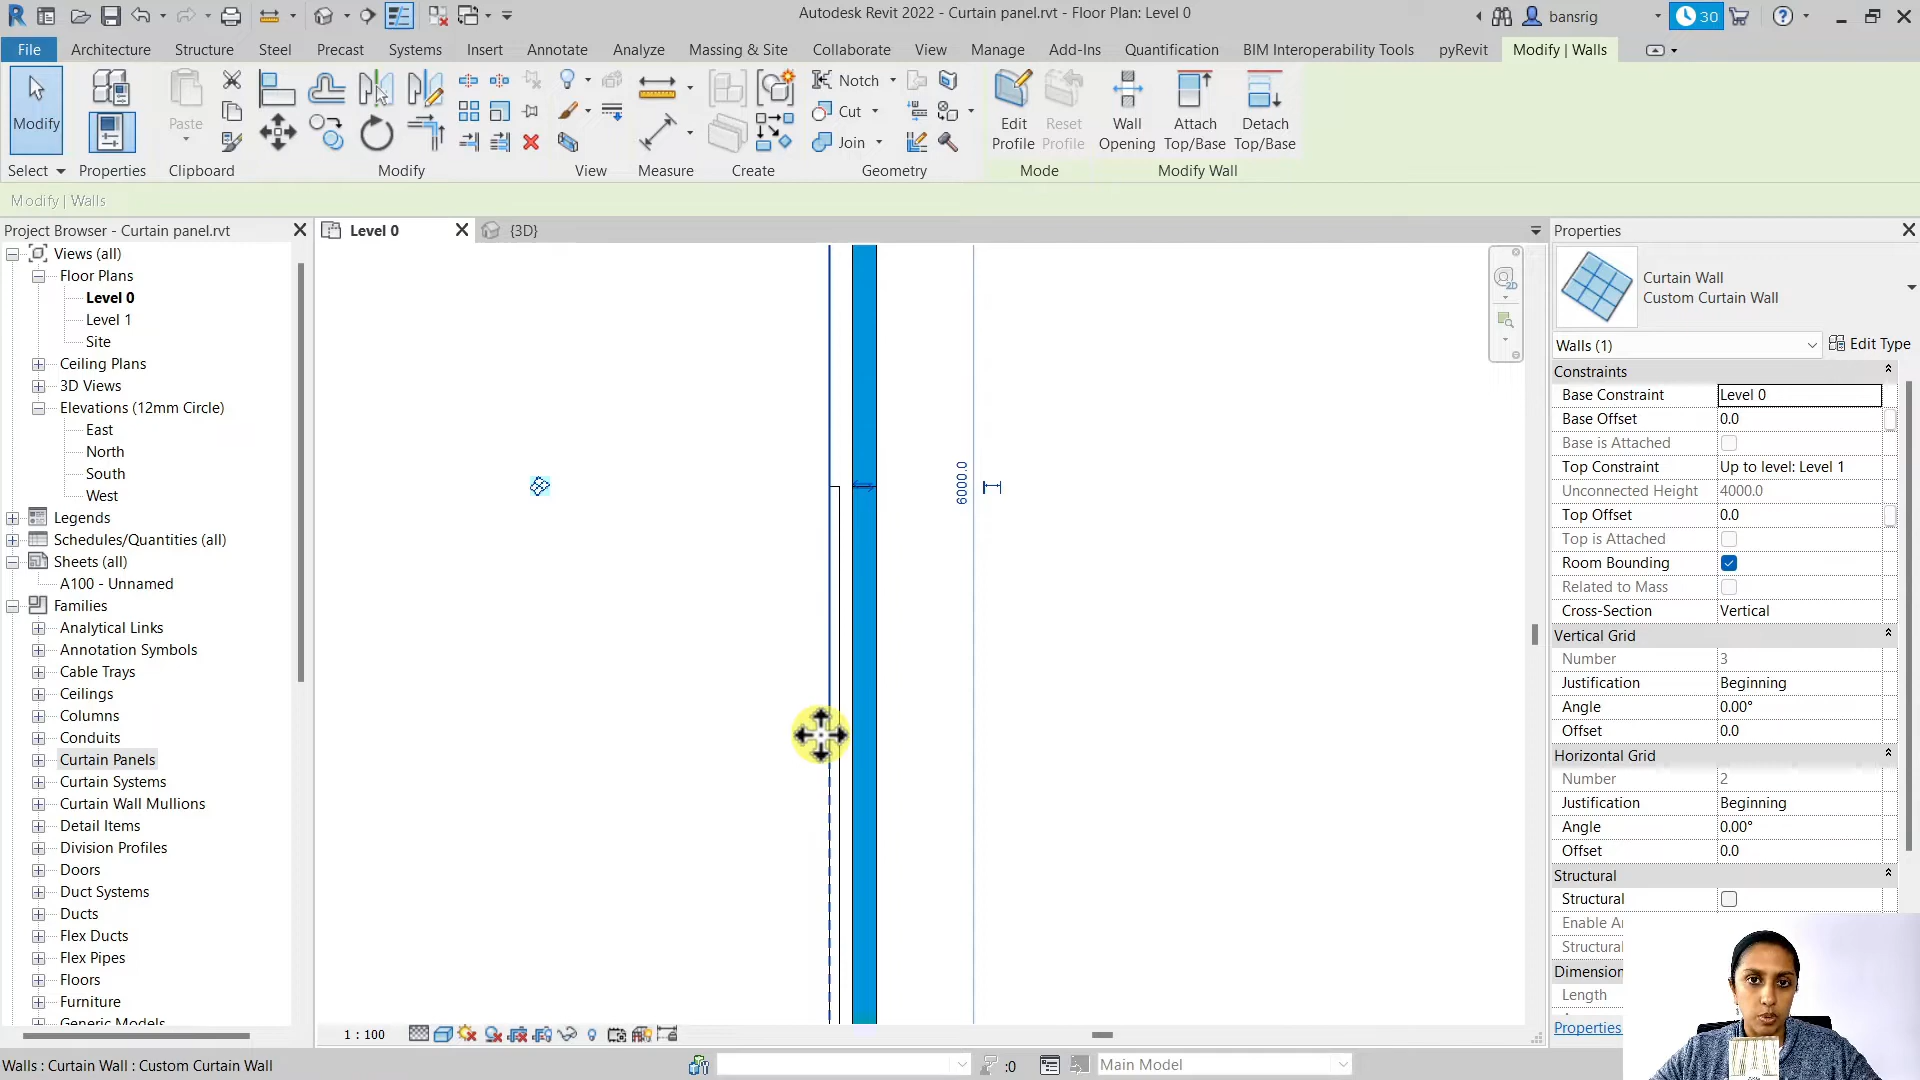 Autodesk Revit 2022 - Curtain panel.rvt - Floor Plan: Level 0
bansrig
30
File Architecture Structure Steel Precast Systems Insert Annotate Analyze Massing & Site Collaborate View Manage Add-Ins Quantification BIM Interoperability Tools pyRevit Modify | Walls
Modify
Paste
Notch
Cut
Join
Edit Profile
Reset Profile
Wall Opening
Attach Top/Base
Detach Top/Base
Select Properties Clipboard Modify View Measure Create Geometry Mode Modify Wall
Modify | Walls
Project Browser - Curtain panel.rvt
Views (all)
Floor Plans
Level 0
Level 1
Site
Ceiling Plans
3D Views
Elevations (12mm Circle)
East
North
South
West
Legends
Schedules/Quantities (all)
Sheets (all)
A100 - Unnamed
Families
Analytical Links
Annotation Symbols
Cable Trays
Ceilings
Columns
Conduits
Curtain Panels
Curtain Systems
Curtain Wall Mullions
Detail Items
Division Profiles
Doors
Duct Systems
Ducts
Flex Ducts
Flex Pipes
Floors
Furniture
Generic Models
Level 0
{3D}
2D
6000.0
1 : 100
Properties
Curtain Wall
Custom Curtain Wall
Walls (1)
Edit Type
Constraints
Base Constraint Level 0
Base Offset 0.0
Base is Attached
Top Constraint Up to level: Level 1
Unconnected Height 4000.0
Top Offset 0.0
Top is Attached
Room Bounding
Related to Mass
Cross-Section Vertical
Vertical Grid
Number 3
Justification Beginning
Angle 0.00°
Offset 0.0
Horizontal Grid
Number 2
Justification Beginning
Angle 0.00°
Offset 0.0
Structural
Structural
Enable A
Structural
Dimension
Length
Properties
Walls : Curtain Wall : Custom Curtain Wall
:0
Main Model